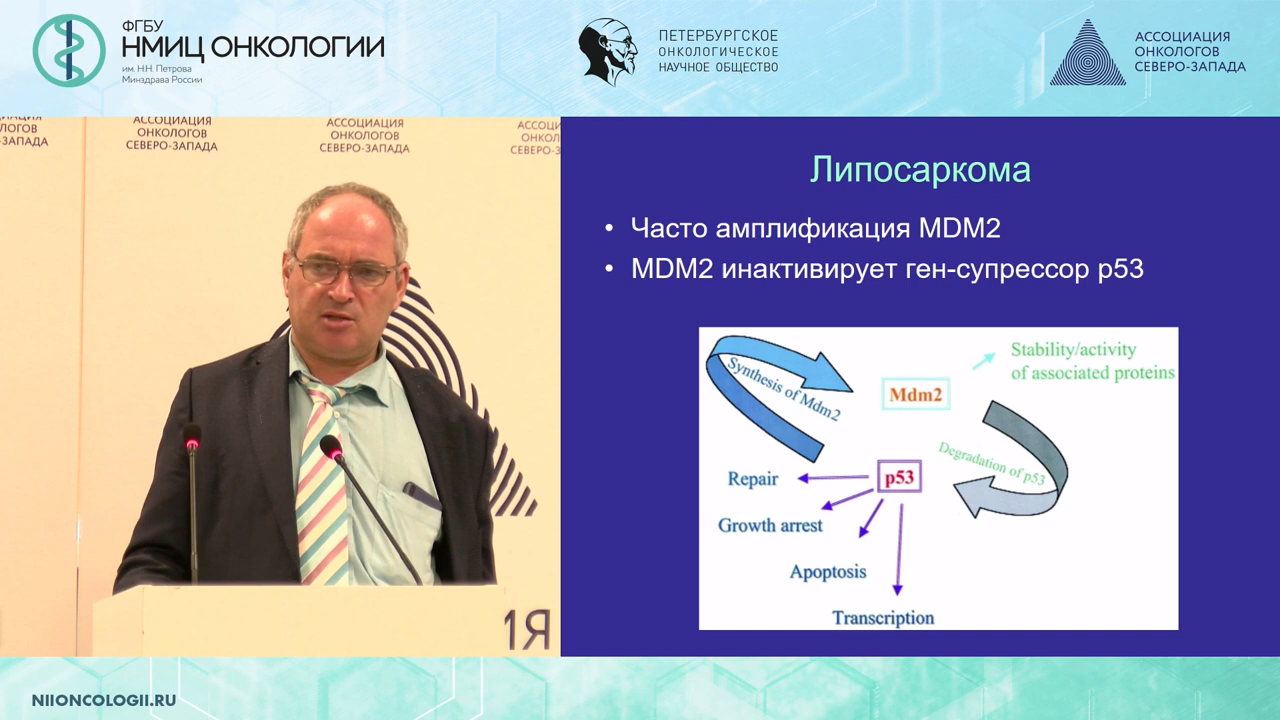 ФГБУ
НМИЦ ОНКОЛОГИИ
им. Н.Н. Петрова
Минздрава России
ПЕТЕРБУРГСКОЕ
ОНКОЛОГИЧЕСКОЕ
НАУЧНОЕ ОБЩЕСТВО
АССОЦИАЦИЯ
ОНКОЛОГОВ
СЕВЕРО-ЗАПАДА
АССОЦИАЦИЯ
ОНКОЛОГОВ
СЕВЕРО-ЗАПАДА
АССОЦИАЦИЯ
ОНКОЛОГОВ
СЕВЕРО-ЗАПАДА
Липосаркома
• Часто амплификация MDM2
• MDM2 инактивирует ген-супрессор p53
Synthesis of Mdm2
Mdm2
Stability/activity
of associated proteins
Degradation of p53
p53
Repair
Growth arrest
Apoptosis
Transcription
ИЯ
NIIONCOLOGII.RU